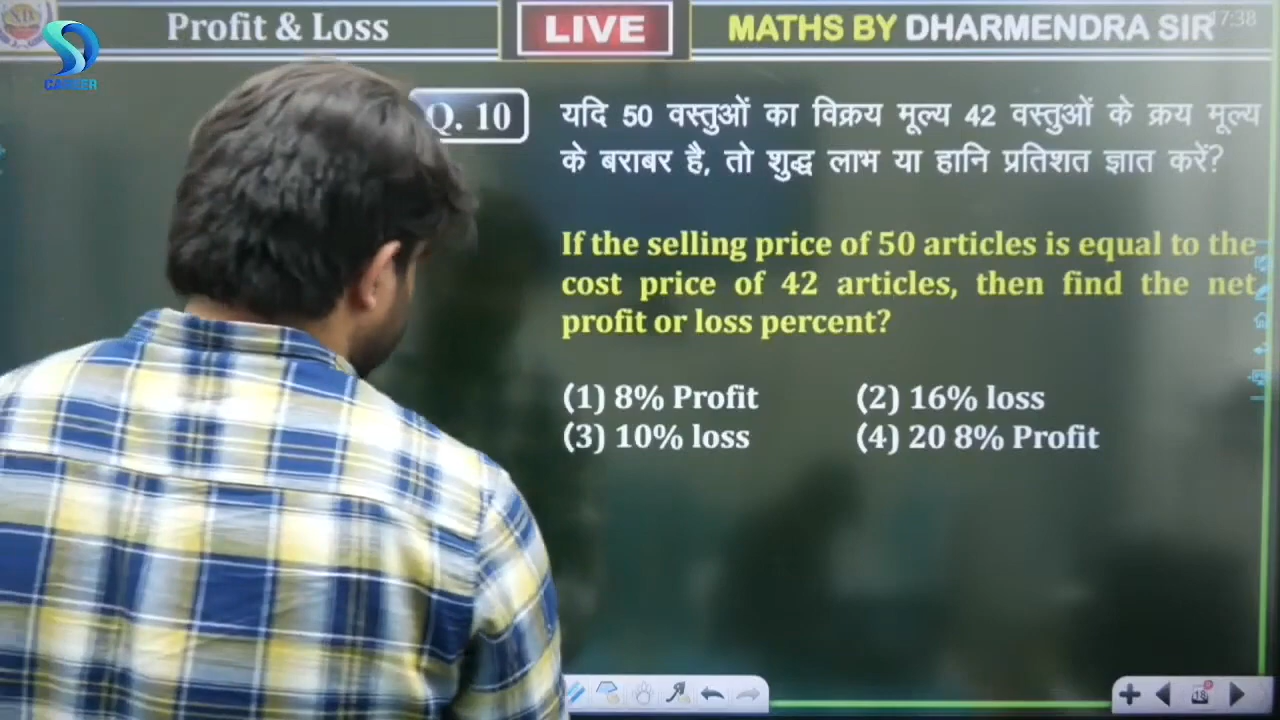 Profit & Loss
LIVE
MATHS BY DHARMENDRA SIR
17:38
CAREER
Q. 10
यदि 50 वस्तुओं का विक्रय मूल्य 42 वस्तुओं के क्रय मूल्य
के बराबर है, तो शुद्ध लाभ या हानि प्रतिशत ज्ञात करें?
If the selling price of 50 articles is equal to the
cost price of 42 articles, then find the net
profit or loss percent?
(1) 8% Profit (2) 16% loss
(3) 10% loss (4) 20 8% Profit